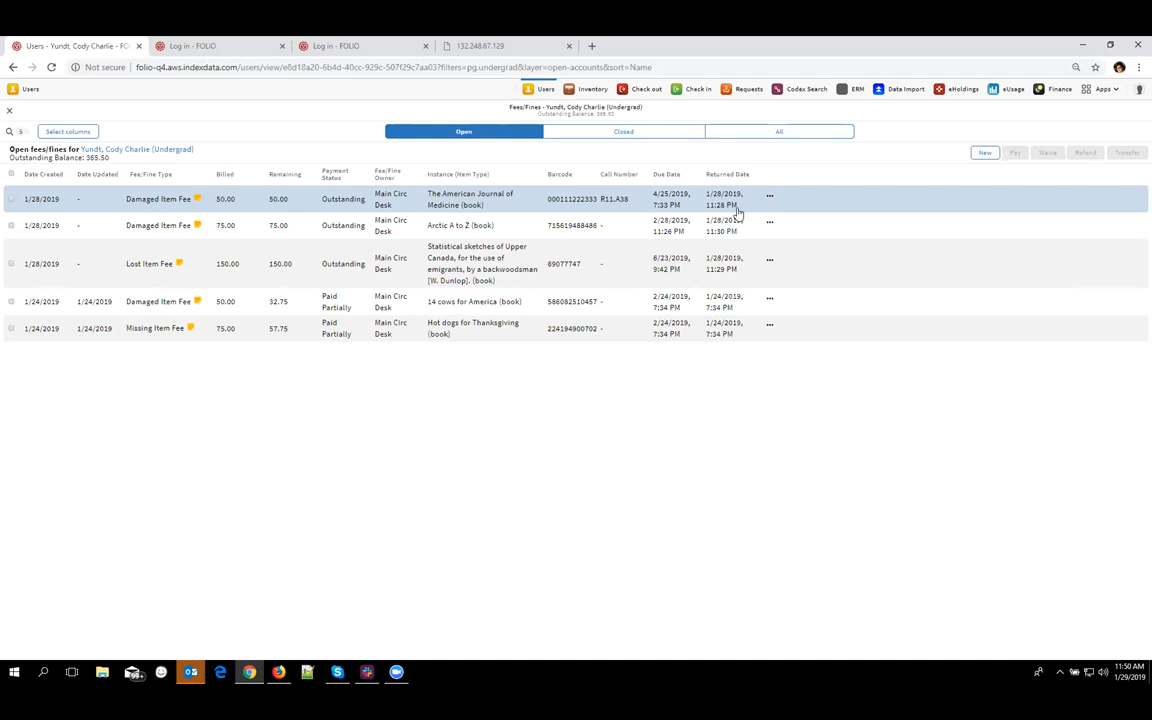 Users - Yundt, Cody Charlie - FO
Log in - FOLIO
Log in - FOLIO
132.248.67.129
Not secure
folio-q4.aws.indexdata.com/users/view/e8d18a20-6b4d-40cc-929c-507f29c7aa03?filters=pg.undergrad&layer=open-accounts&sort=Name
Users
Users
Inventory
Check out
Check in
Requests
Codex Search
ERM
Data Import
eHoldings
eUsage
Finance
Apps
Fees/Fines - Yundt, Cody Charlie (Undergrad)
Outstanding Balance: 365.50
Select columns
Open
Closed
All
Open fees/fines for Yundt, Cody Charlie (Undergrad)
Outstanding Balance: 365.50
New
Pay
Waive
Refund
Transfer
Date Created Date Updated Fee/Fine Type Billed Remaining Payment Status Fee/Fine Owner Instance (Item Type) Barcode Call Number Due Date Returned Date
1/28/2019 - Damaged Item Fee 50.00 50.00 Outstanding Main Circ Desk The American Journal of Medicine (book) 000111222333 R11.A38 4/25/2019, 7:33 PM 1/28/2019, 11:28 PM •••
1/28/2019 - Damaged Item Fee 75.00 75.00 Outstanding Main Circ Desk Arctic A to Z (book) 715619488486 - 2/28/2019, 11:26 PM 1/28/2019, 11:30 PM •••
1/28/2019 - Lost Item Fee 150.00 150.00 Outstanding Main Circ Desk Statistical sketches of Upper Canada, for the use of emigrants, by a backwoodsman [W. Dunlop]. (book) 69077747 - 6/23/2019, 9:42 PM 1/28/2019, 11:29 PM •••
1/24/2019 1/24/2019 Damaged Item Fee 50.00 32.75 Paid Partially Main Circ Desk 14 cows for America (book) 586082510457 - 2/24/2019, 7:34 PM 1/24/2019, 7:34 PM •••
1/24/2019 1/24/2019 Missing Item Fee 75.00 57.75 Paid Partially Main Circ Desk Hot dogs for Thanksgiving (book) 224194900702 - 2/24/2019, 7:34 PM 1/24/2019, 7:34 PM •••
99+
11:50 AM
1/29/2019